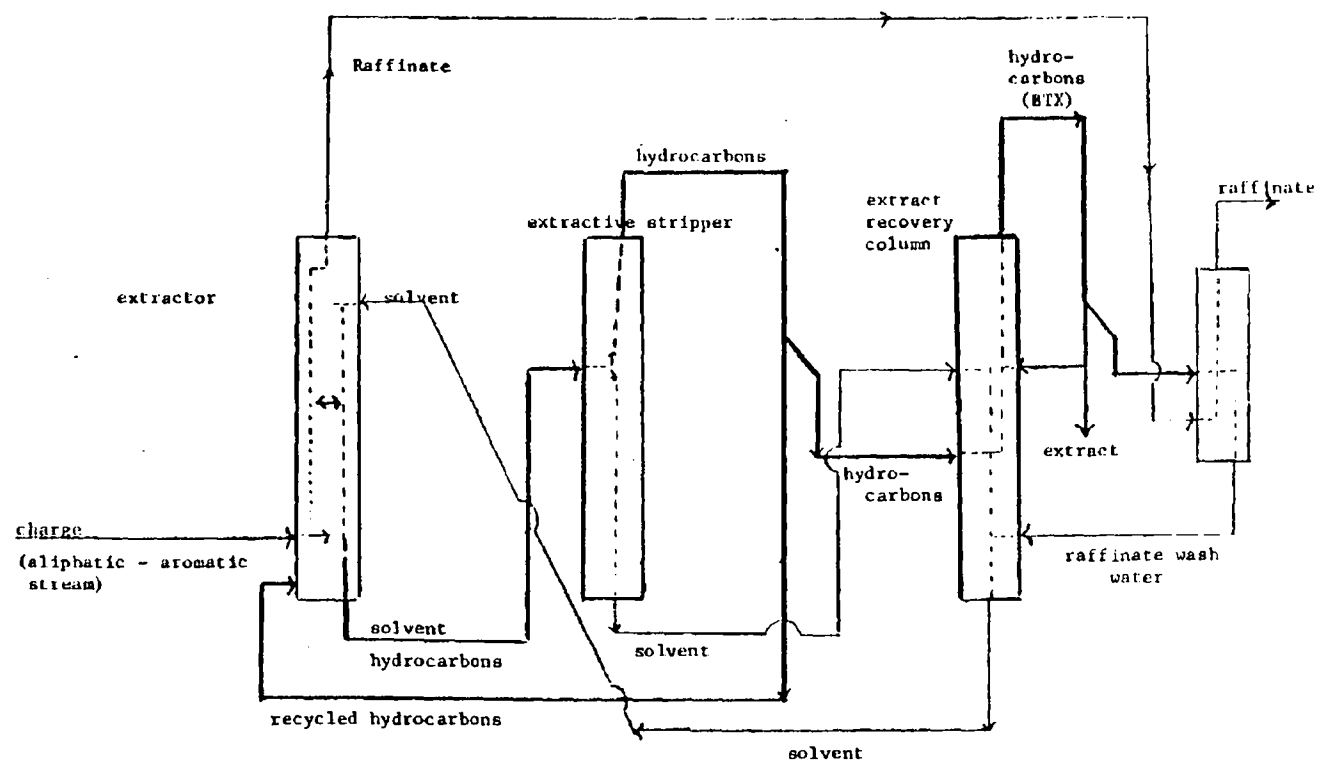 Raffinate
hydro-
carbons
(BTX)
hydrocarbons
raffinate
extract
recovery
column
extractive stripper
extractor
solvent
extract
hydro-
carbons
charge
(aliphatic - aromatic
stream)
raffinate wash
water
solvent
hydrocarbons
solvent
recycled hydrocarbons
solvent